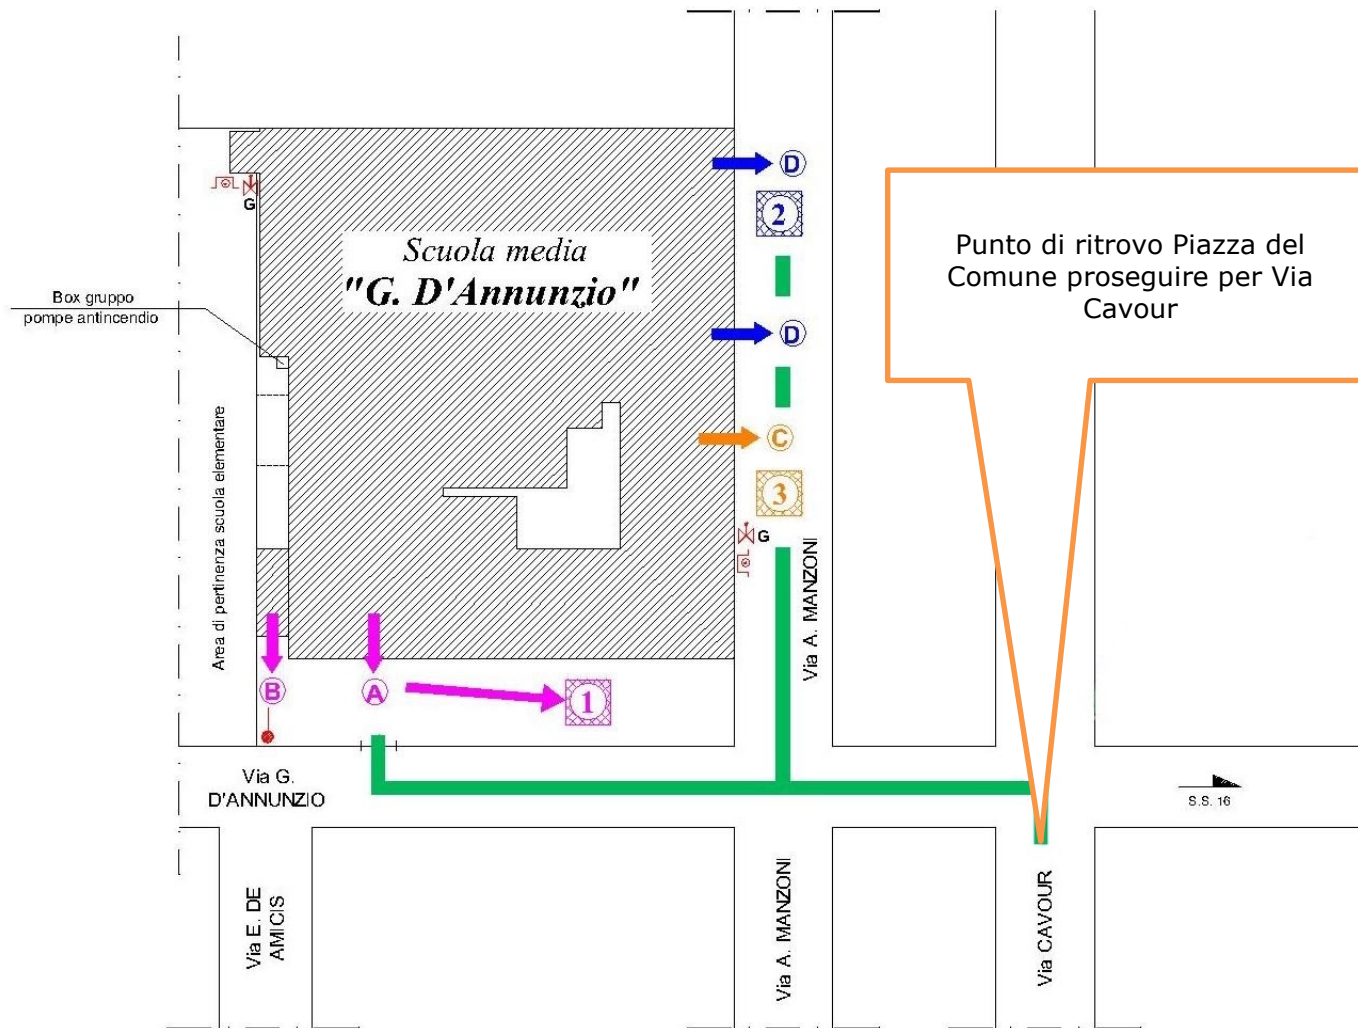 D
2
D
C
3
G
G
Scuola media
"G. D'Annunzio"
Box gruppo
pompe antincendio
Area di pertinenza scuola elementare
Punto di ritrovo Piazza del
Comune proseguire per Via
Cavour
Via A. MANZONI
B
A
1
Via G.
D'ANNUNZIO
S.S. 16
Via E. DE
AMICIS
Via A. MANZONI
Via CAVOUR